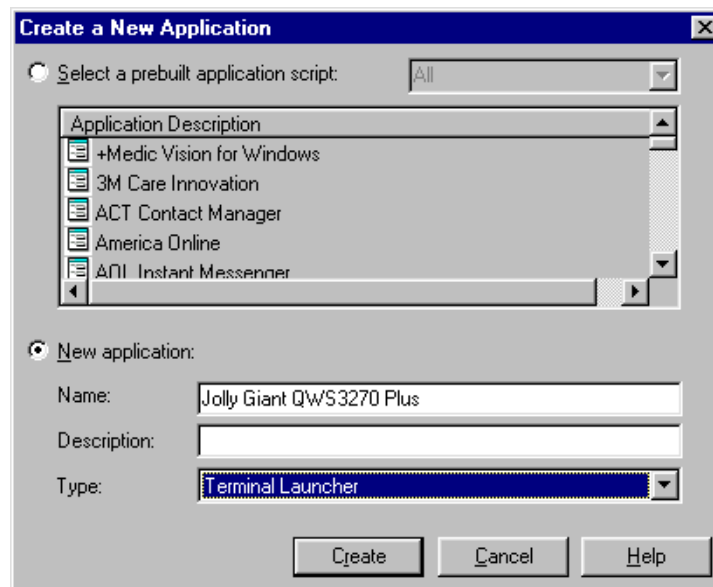 Create a New Application
Select a prebuilt application script: All
Application Description
+Medic Vision for Windows
3M Care Innovation
ACT Contact Manager
America Online
AOL Instant Messenger
New application:
Name: Jolly Giant QWS3270 Plus
Description:
Type: Terminal Launcher
Create Cancel Help